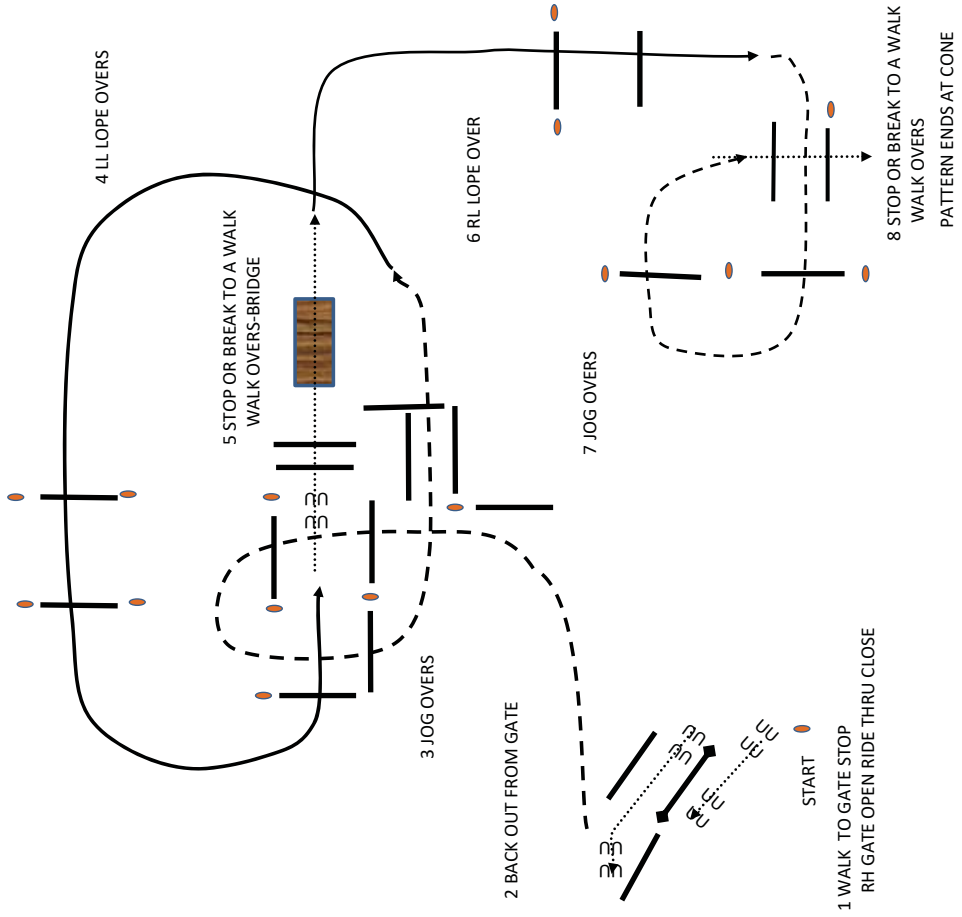 1 WALK TO GATE STOP
RH GATE OPEN RIDE THRU CLOSE
START
2 BACK OUT FROM GATE
3 JOG OVERS
4 LL LOPE OVERS
5 STOP OR BREAK TO A WALK
WALK OVERS-BRIDGE
6 RL LOPE OVER
7 JOG OVERS
8 STOP OR BREAK TO A WALK
WALK OVERS
PATTERN ENDS AT CONE